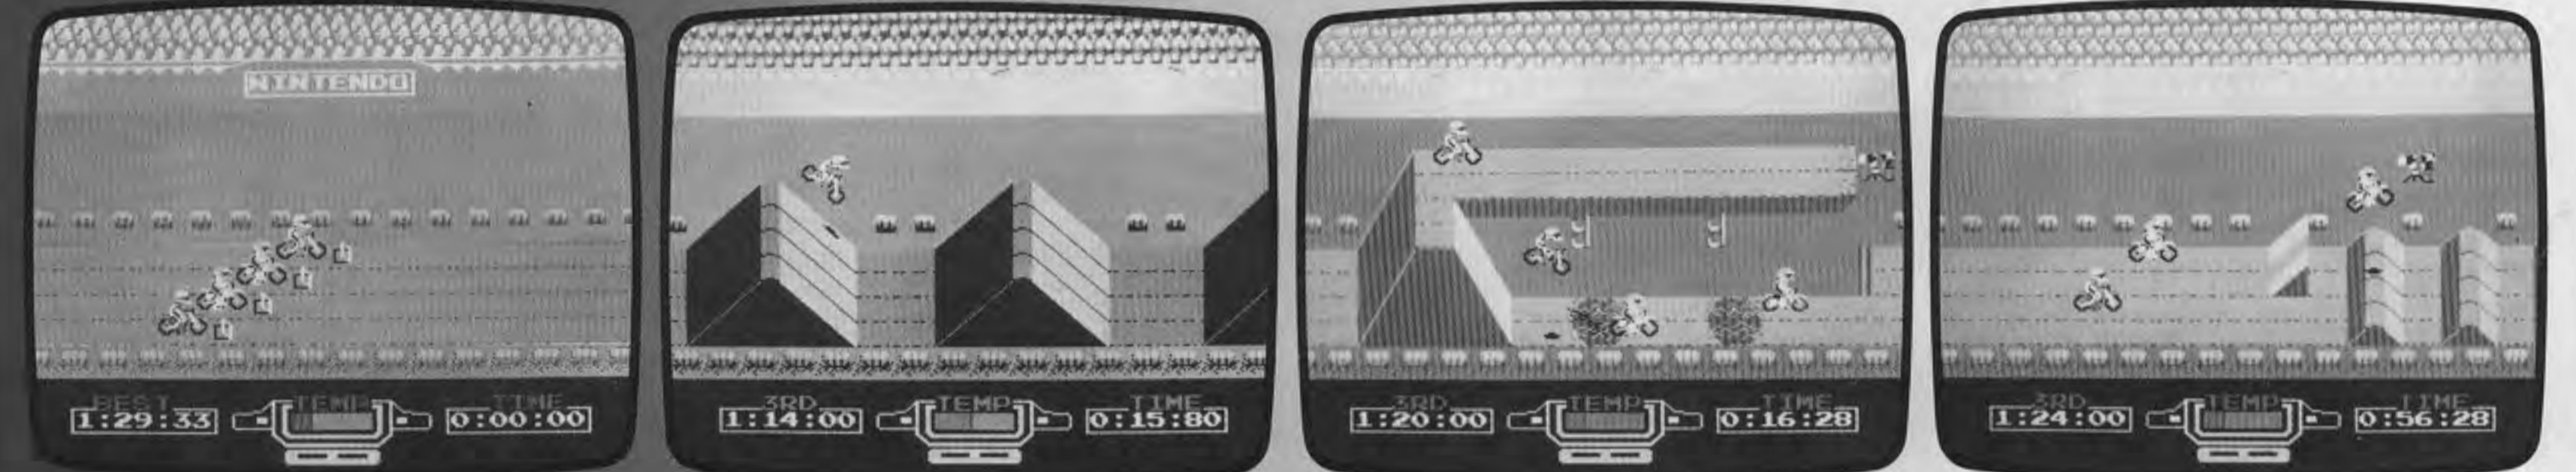 NINTENDO
BEST TEMP TIME
1:29:33 0:00:00
3RD TEMP TIME
1:14:00 0:15:80
3RD TEMP TIME
1:20:00 0:16:28
3RD TEMP TIME
1:24:00 0:56:28